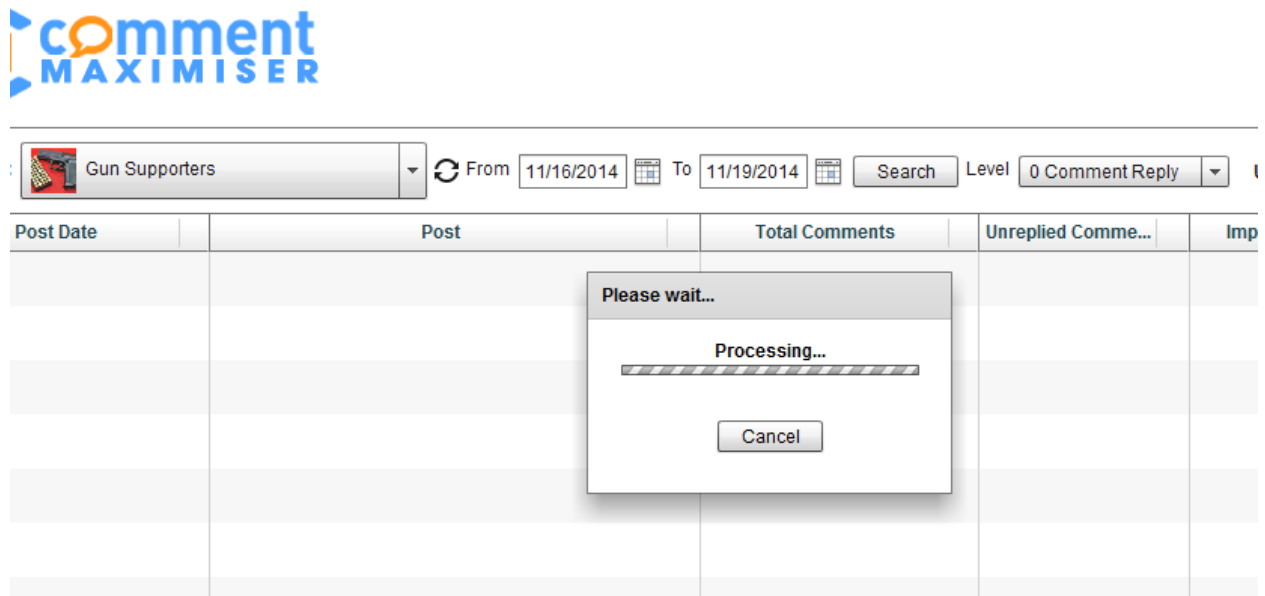 comment
MAXIMISER
: Gun Supporters From 11/16/2014 To 11/19/2014 Search Level 0 Comment Reply
Post Date Post Total Comments Unreplied Comme... Imp
Please wait...
Processing...
Cancel